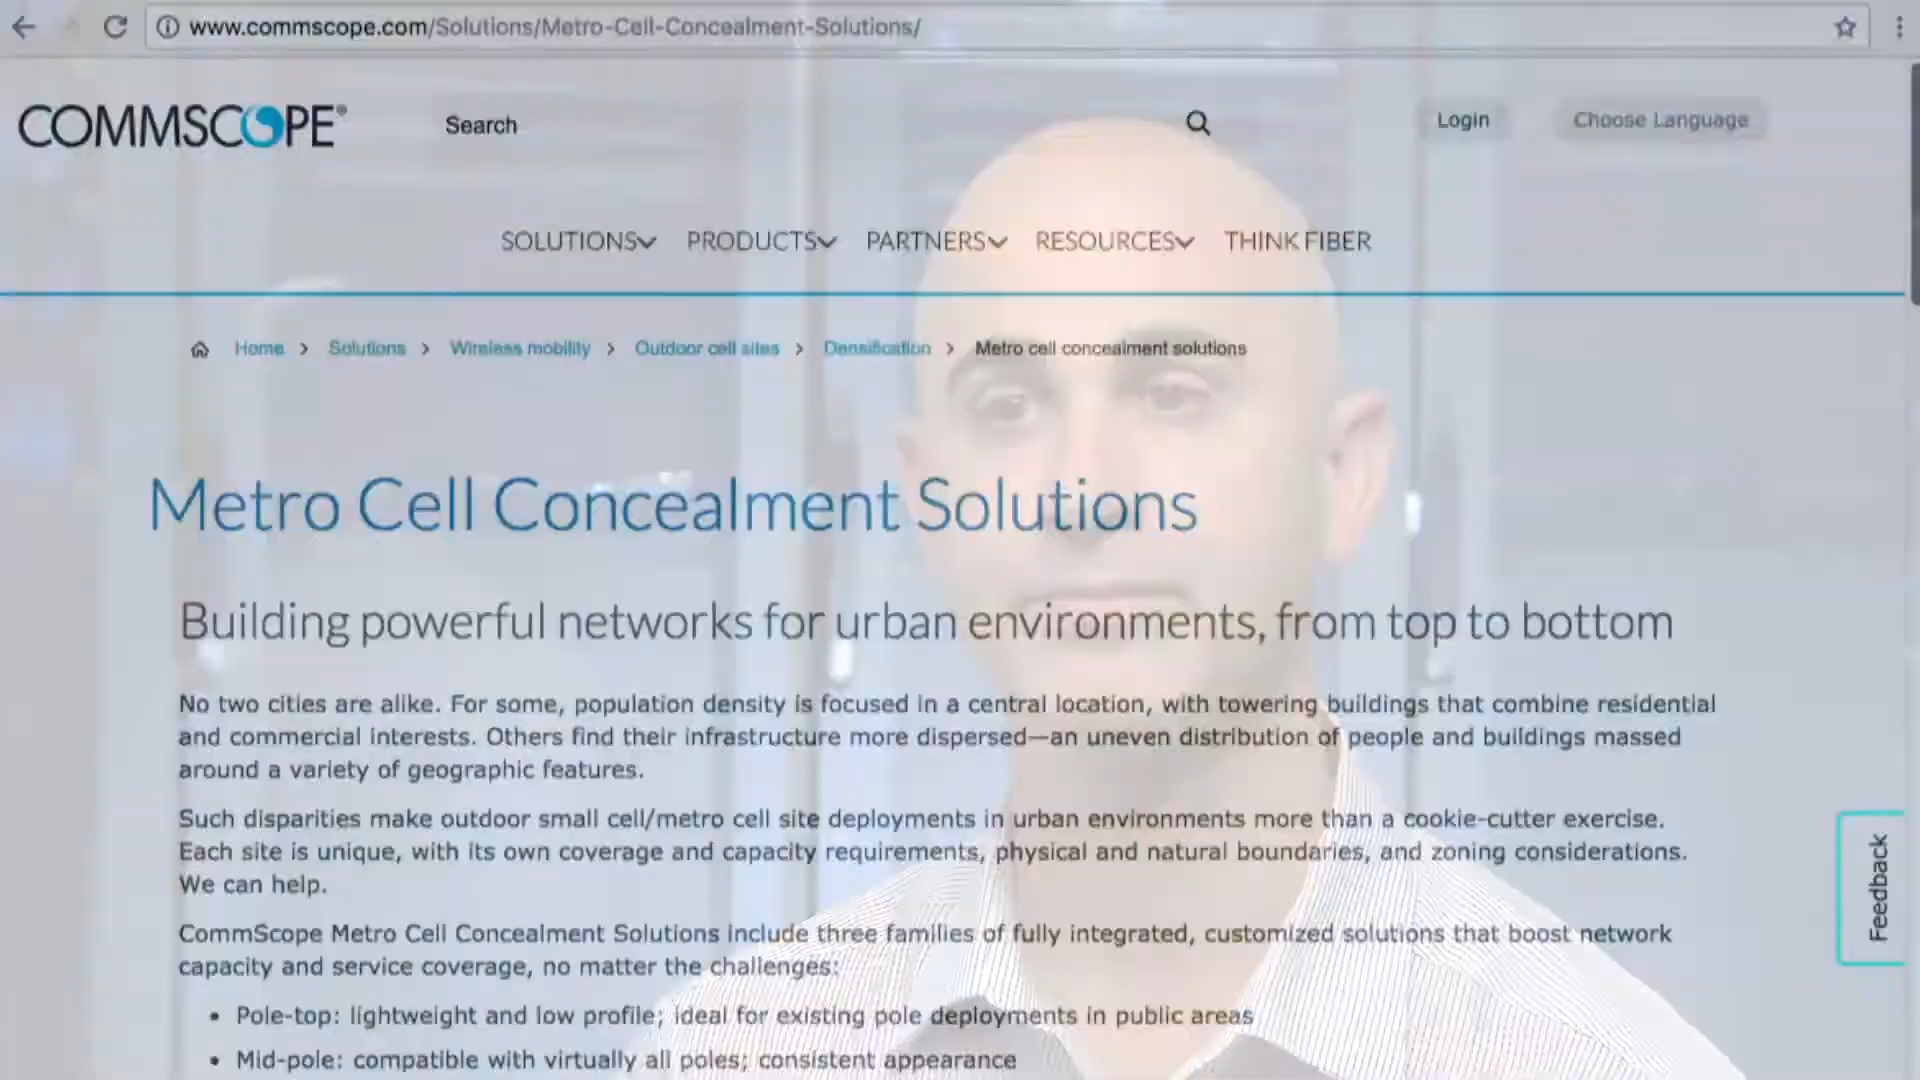 www.commscope.com/Solutions/Metro-Cell-Concealment-Solutions/
COMMSCOPE®
Search
Login
Choose Language
SOLUTIONS
PRODUCTS
PARTNERS
RESOURCES
THINK FIBER
Home > Solutions > Wireless mobility > Outdoor cell sites > Densification > Metro cell concealment solutions
Metro Cell Concealment Solutions
Building powerful networks for urban environments, from top to bottom
No two cities are alike. For some, population density is focused in a central location, with towering buildings that combine residential
and commercial interests. Others find their infrastructure more dispersed—an uneven distribution of people and buildings massed
around a variety of geographic features.
Such disparities make outdoor small cell/metro cell site deployments in urban environments more than a cookie-cutter exercise.
Each site is unique, with its own coverage and capacity requirements, physical and natural boundaries, and zoning considerations.
We can help.
Feedback
CommScope Metro Cell Concealment Solutions include three families of fully integrated, customized solutions that boost network
capacity and service coverage, no matter the challenges:
• Pole-top: lightweight and low profile; ideal for existing pole deployments in public areas
• Mid-pole: compatible with virtually all poles; consistent appearance